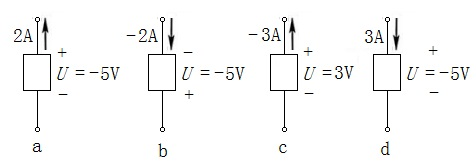 2A + U = -5V −
-2A − U = -5V +
-3A + U = 3V −
3A + U = -5V −
a b c d